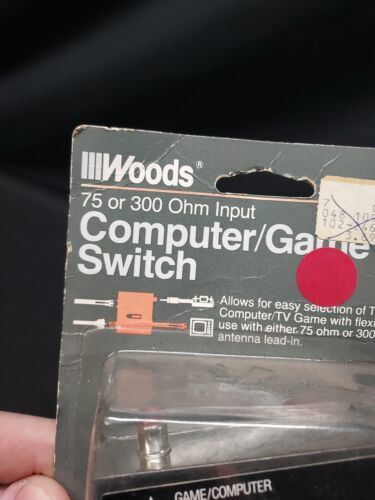 Woods®
75 or 300 Ohm Input
Computer/Game
Switch
Allows for easy selection of
Computer/TV Game with
use with either 75 ohm or 300
antenna lead-in.
GAME/COMPUTER